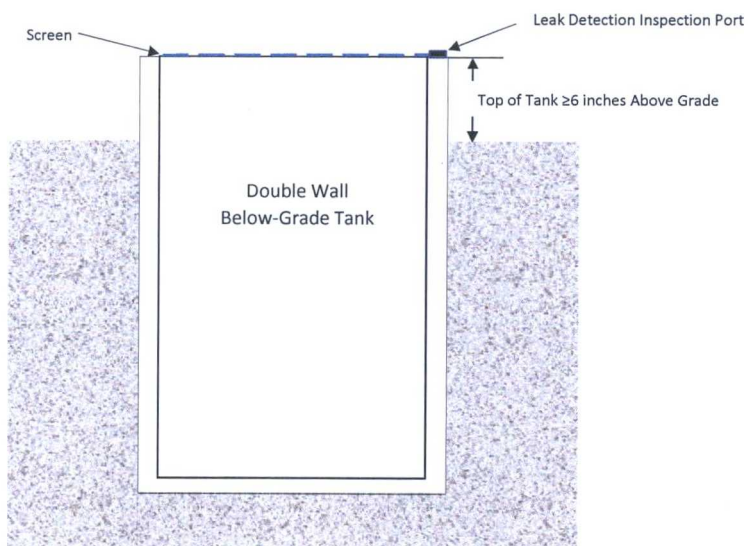 Leak Detection Inspection Port
Screen
Top of Tank ≥6 inches Above Grade
Double Wall
Below-Grade Tank